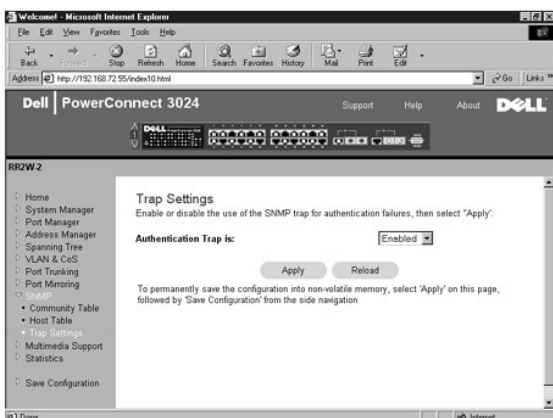 Welcome! - Microsoft Internet Explorer
File Edit View Favorites Tools Help
Back Forward Stop Refresh Home Search Favorites History Mail Print Edit
Address http://192.168.72.55/index10.html Go Links »
Dell PowerConnect 3024 Support Help About DELL
DELL
RR2W-2
Home
System Manager
Port Manager
Address Manager
Spanning Tree
VLAN & CoS
Port Trunking
Port Mirroring
SNMP
• Community Table
• Host Table
• Trap Settings
Multimedia Support
Statistics
Save Configuration
Trap Settings
Enable or disable the use of the SNMP trap for authentication failures, then select "Apply".
Authentication Trap is: Enabled
Apply Reload
To permanently save the configuration into non-volatile memory, select 'Apply' on this page,
followed by 'Save Configuration' from the side navigation
Done Internet